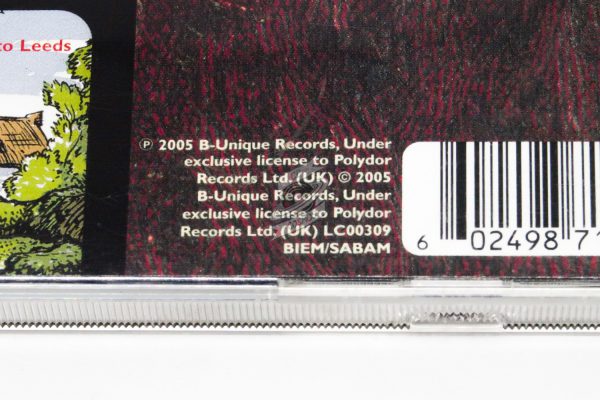 to Leeds
℗ 2005 B-Unique Records, Under
exclusive license to Polydor
Records Ltd. (UK) © 2005
B-Unique Records, Under
exclusive license to Polydor
Records Ltd. (UK) LC00309
BIEM/SABAM
6 02498 71